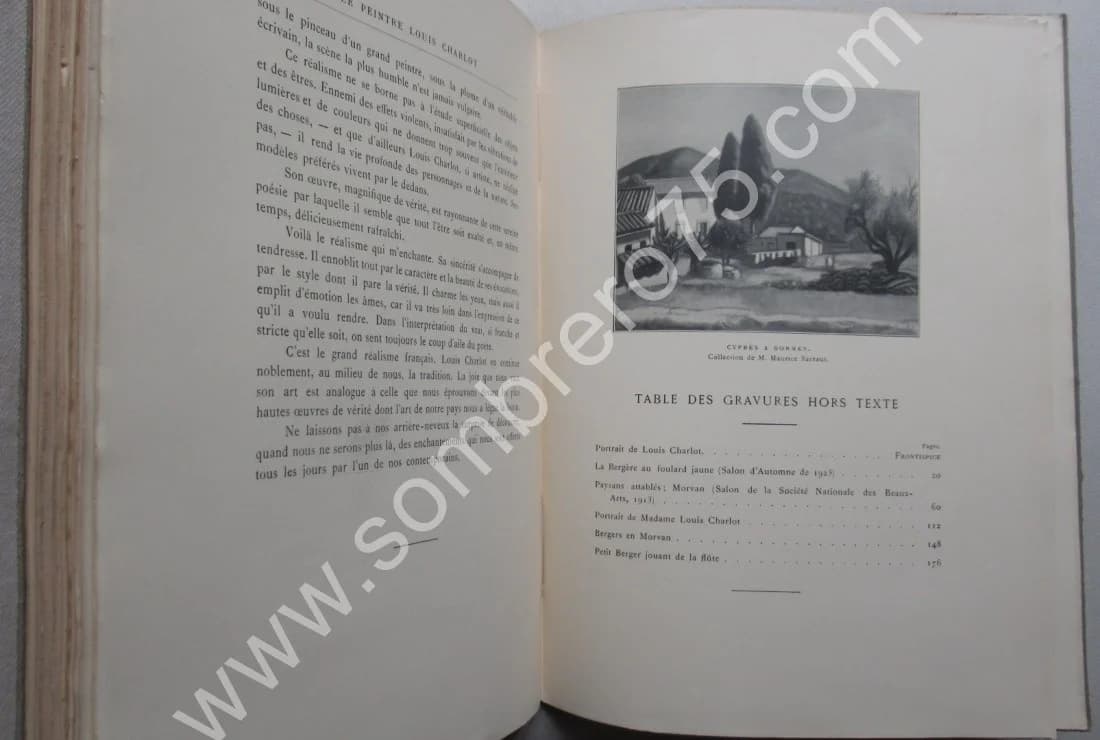 LE PEINTRE LOUIS CHARLOT
sous le pinceau d'un grand peintre, sous la plume d'un véritable
écrivain, la scène la plus humble n'est jamais vulgaire.
Ce réalisme ne se borne pas à l'étude superficielle des objets
et des êtres. Ennemi des effets violents, insatisfait par les vibrations de
lumières et de couleurs qui ne donnent trop souvent que l'extérieur
des choses, — et que d'ailleurs Louis Charlot, si artiste, ne néglige
pas, — il rend la vie profonde des personnages et de la nature. Ses
modèles préférés vivent par le dedans.
Son œuvre, magnifique de vérité, est rayonnante de cette sereine
poésie par laquelle il semble que tout l'être soit exalté et, en même
temps, délicieusement rafraîchi.
Voilà le réalisme qui m'enchante. Sa sincérité s'accompagne de
tendresse. Il ennoblit tout par le caractère et la beauté de ses évocations,
par le style dont il pare la vérité. Il charme les yeux, mais aussi il
emplit d'émotion les âmes, car il va très loin dans l'expression de ce
qu'il a voulu rendre. Dans l'interprétation du vrai, si franche et
stricte qu'elle soit, on sent toujours le coup d'aile du poète.
C'est le grand réalisme français. Louis Charlot en continue
noblement, au milieu de nous, la tradition. La joie que nous
son art est analogue à celle que nous éprouvons devant les plus
hautes œuvres de vérité dont l'art de notre pays nous a légué la
Ne laissons pas à nos arrière-neveux la
quand nous ne serons plus là, des enchantements qui nous est offerts
tous les jours par l'un de nos contemporains.
CYPRÈS A BORMES.
Collection de M. Maurice Sarraut.
TABLE DES GRAVURES HORS TEXTE
Pages.
Portrait de Louis Charlot. FRONTISPICE
La Bergère au foulard jaune (Salon d'Automne de 1925) 20
Paysans attablés; Morvan (Salon de la Société Nationale des Beaux-
Arts, 1913) 60
Portrait de Madame Louis Charlot 112
Bergers en Morvan 148
Petit Berger jouant de la flûte 176
www.sombrero75.com